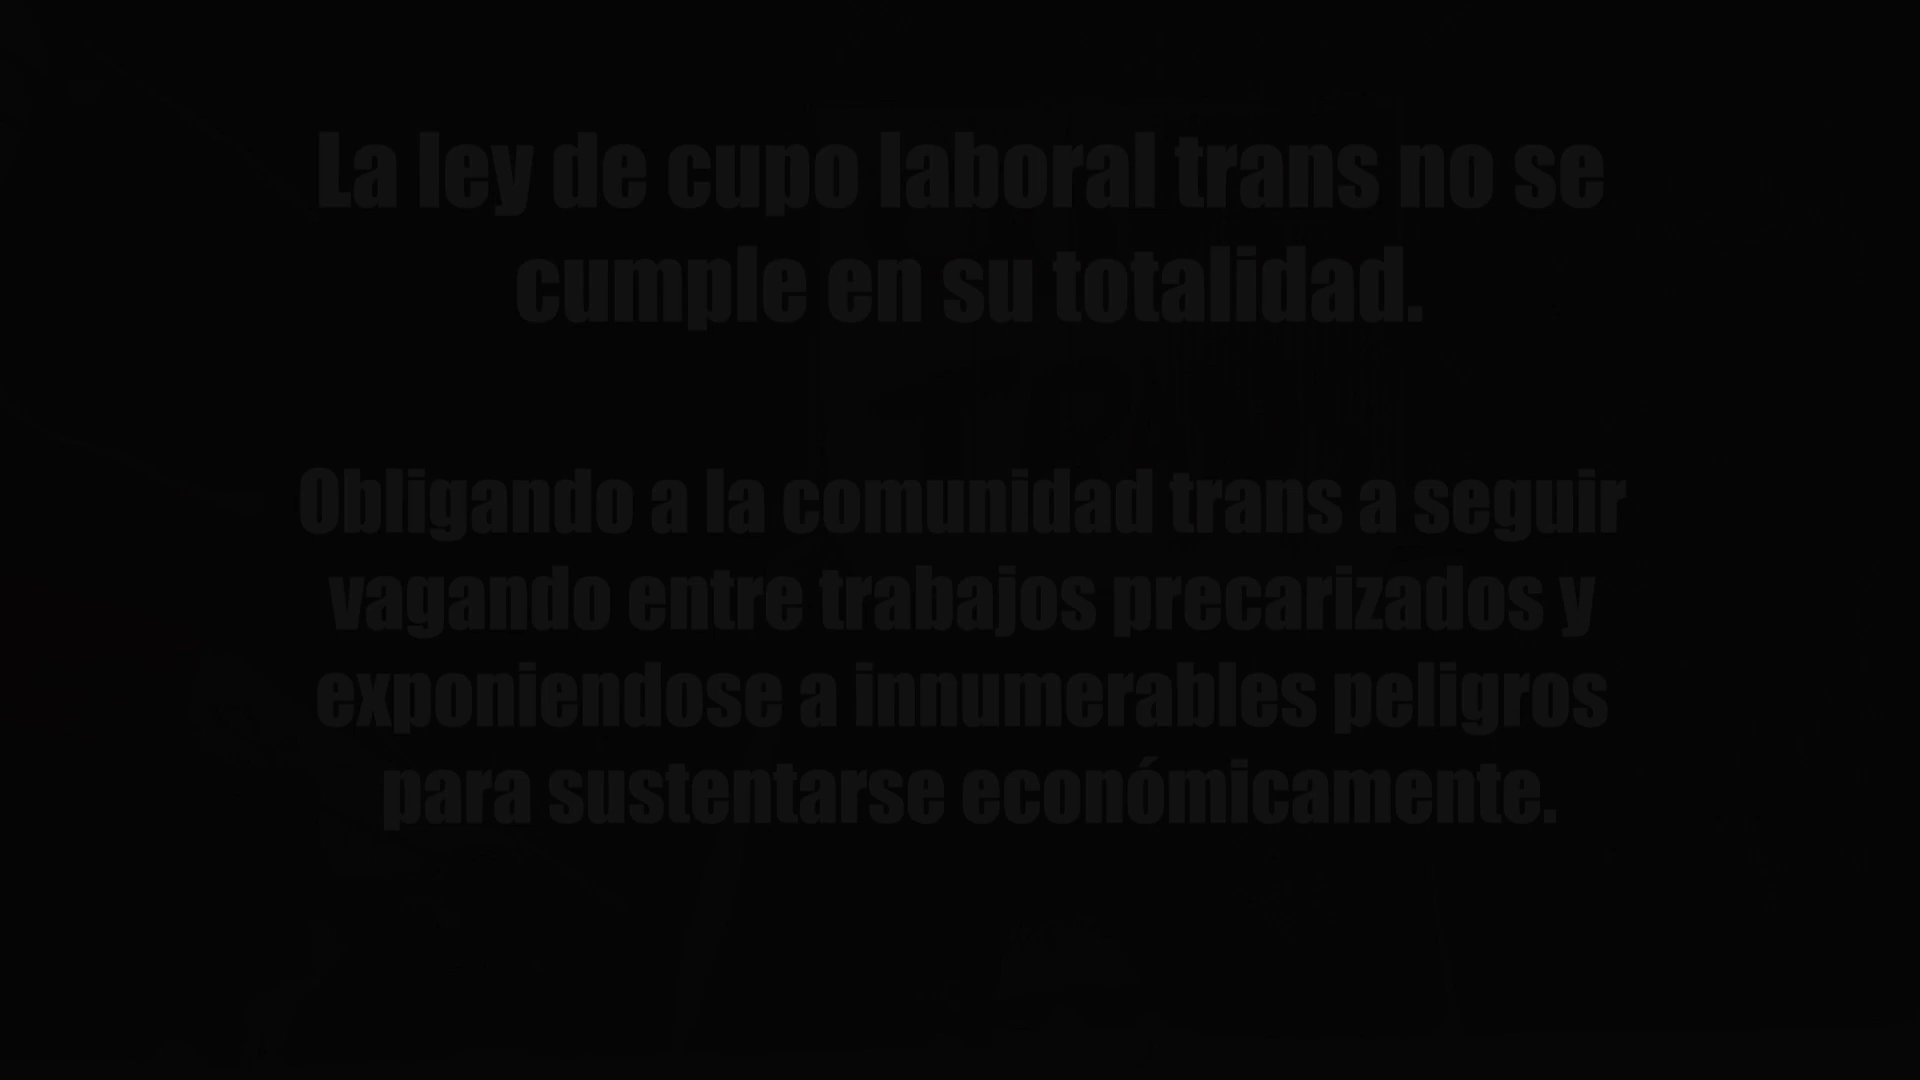 La ley de cupo laboral trans no se
cumple en su totalidad.
Obligando a la comunidad trans a seguir
vagando entre trabajos precarizados y
exponiendose a innumerables peligros
para sustentarse económicamente.